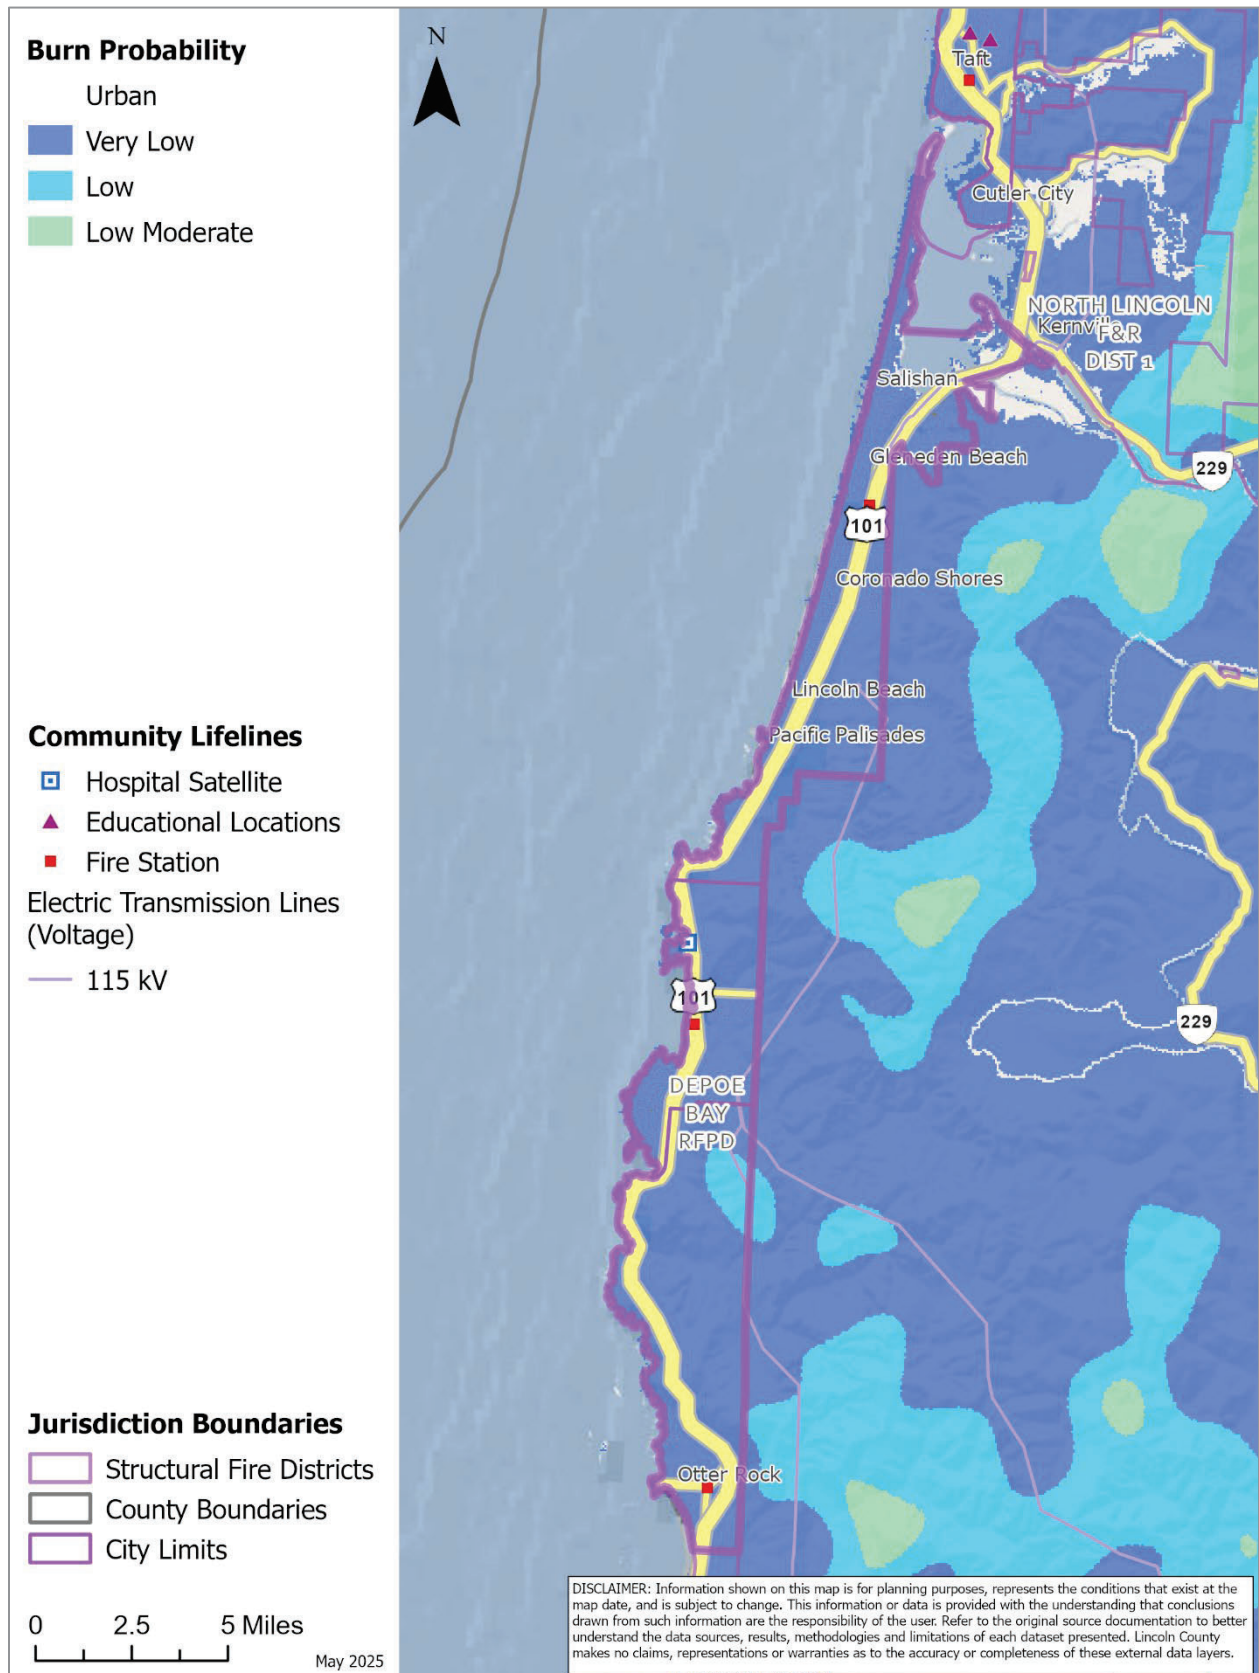 Burn Probability
Urban
Very Low
Low
Low Moderate
Community Lifelines
Hospital Satellite
Educational Locations
Fire Station
Electric Transmission Lines
(Voltage)
115 kV
Jurisdiction Boundaries
Structural Fire Districts
County Boundaries
City Limits
0 2.5 5 Miles
May 2025
N
Taft
Cutler City
NORTH LINCOLN
Kernville
F&R
DIST 1
Salishan
Gleneden Beach
229
101
Coronado Shores
Lincoln Beach
Pacific Palisades
101
229
DEPOE
BAY
RFPD
Otter Rock
DISCLAIMER: Information shown on this map is for planning purposes, represents the conditions that exist at the
map date, and is subject to change. This information or data is provided with the understanding that conclusions
drawn from such information are the responsibility of the user. Refer to the original source documentation to better
understand the data sources, results, methodologies and limitations of each dataset presented. Lincoln County
makes no claims, representations or warranties as to the accuracy or completeness of these external data layers.